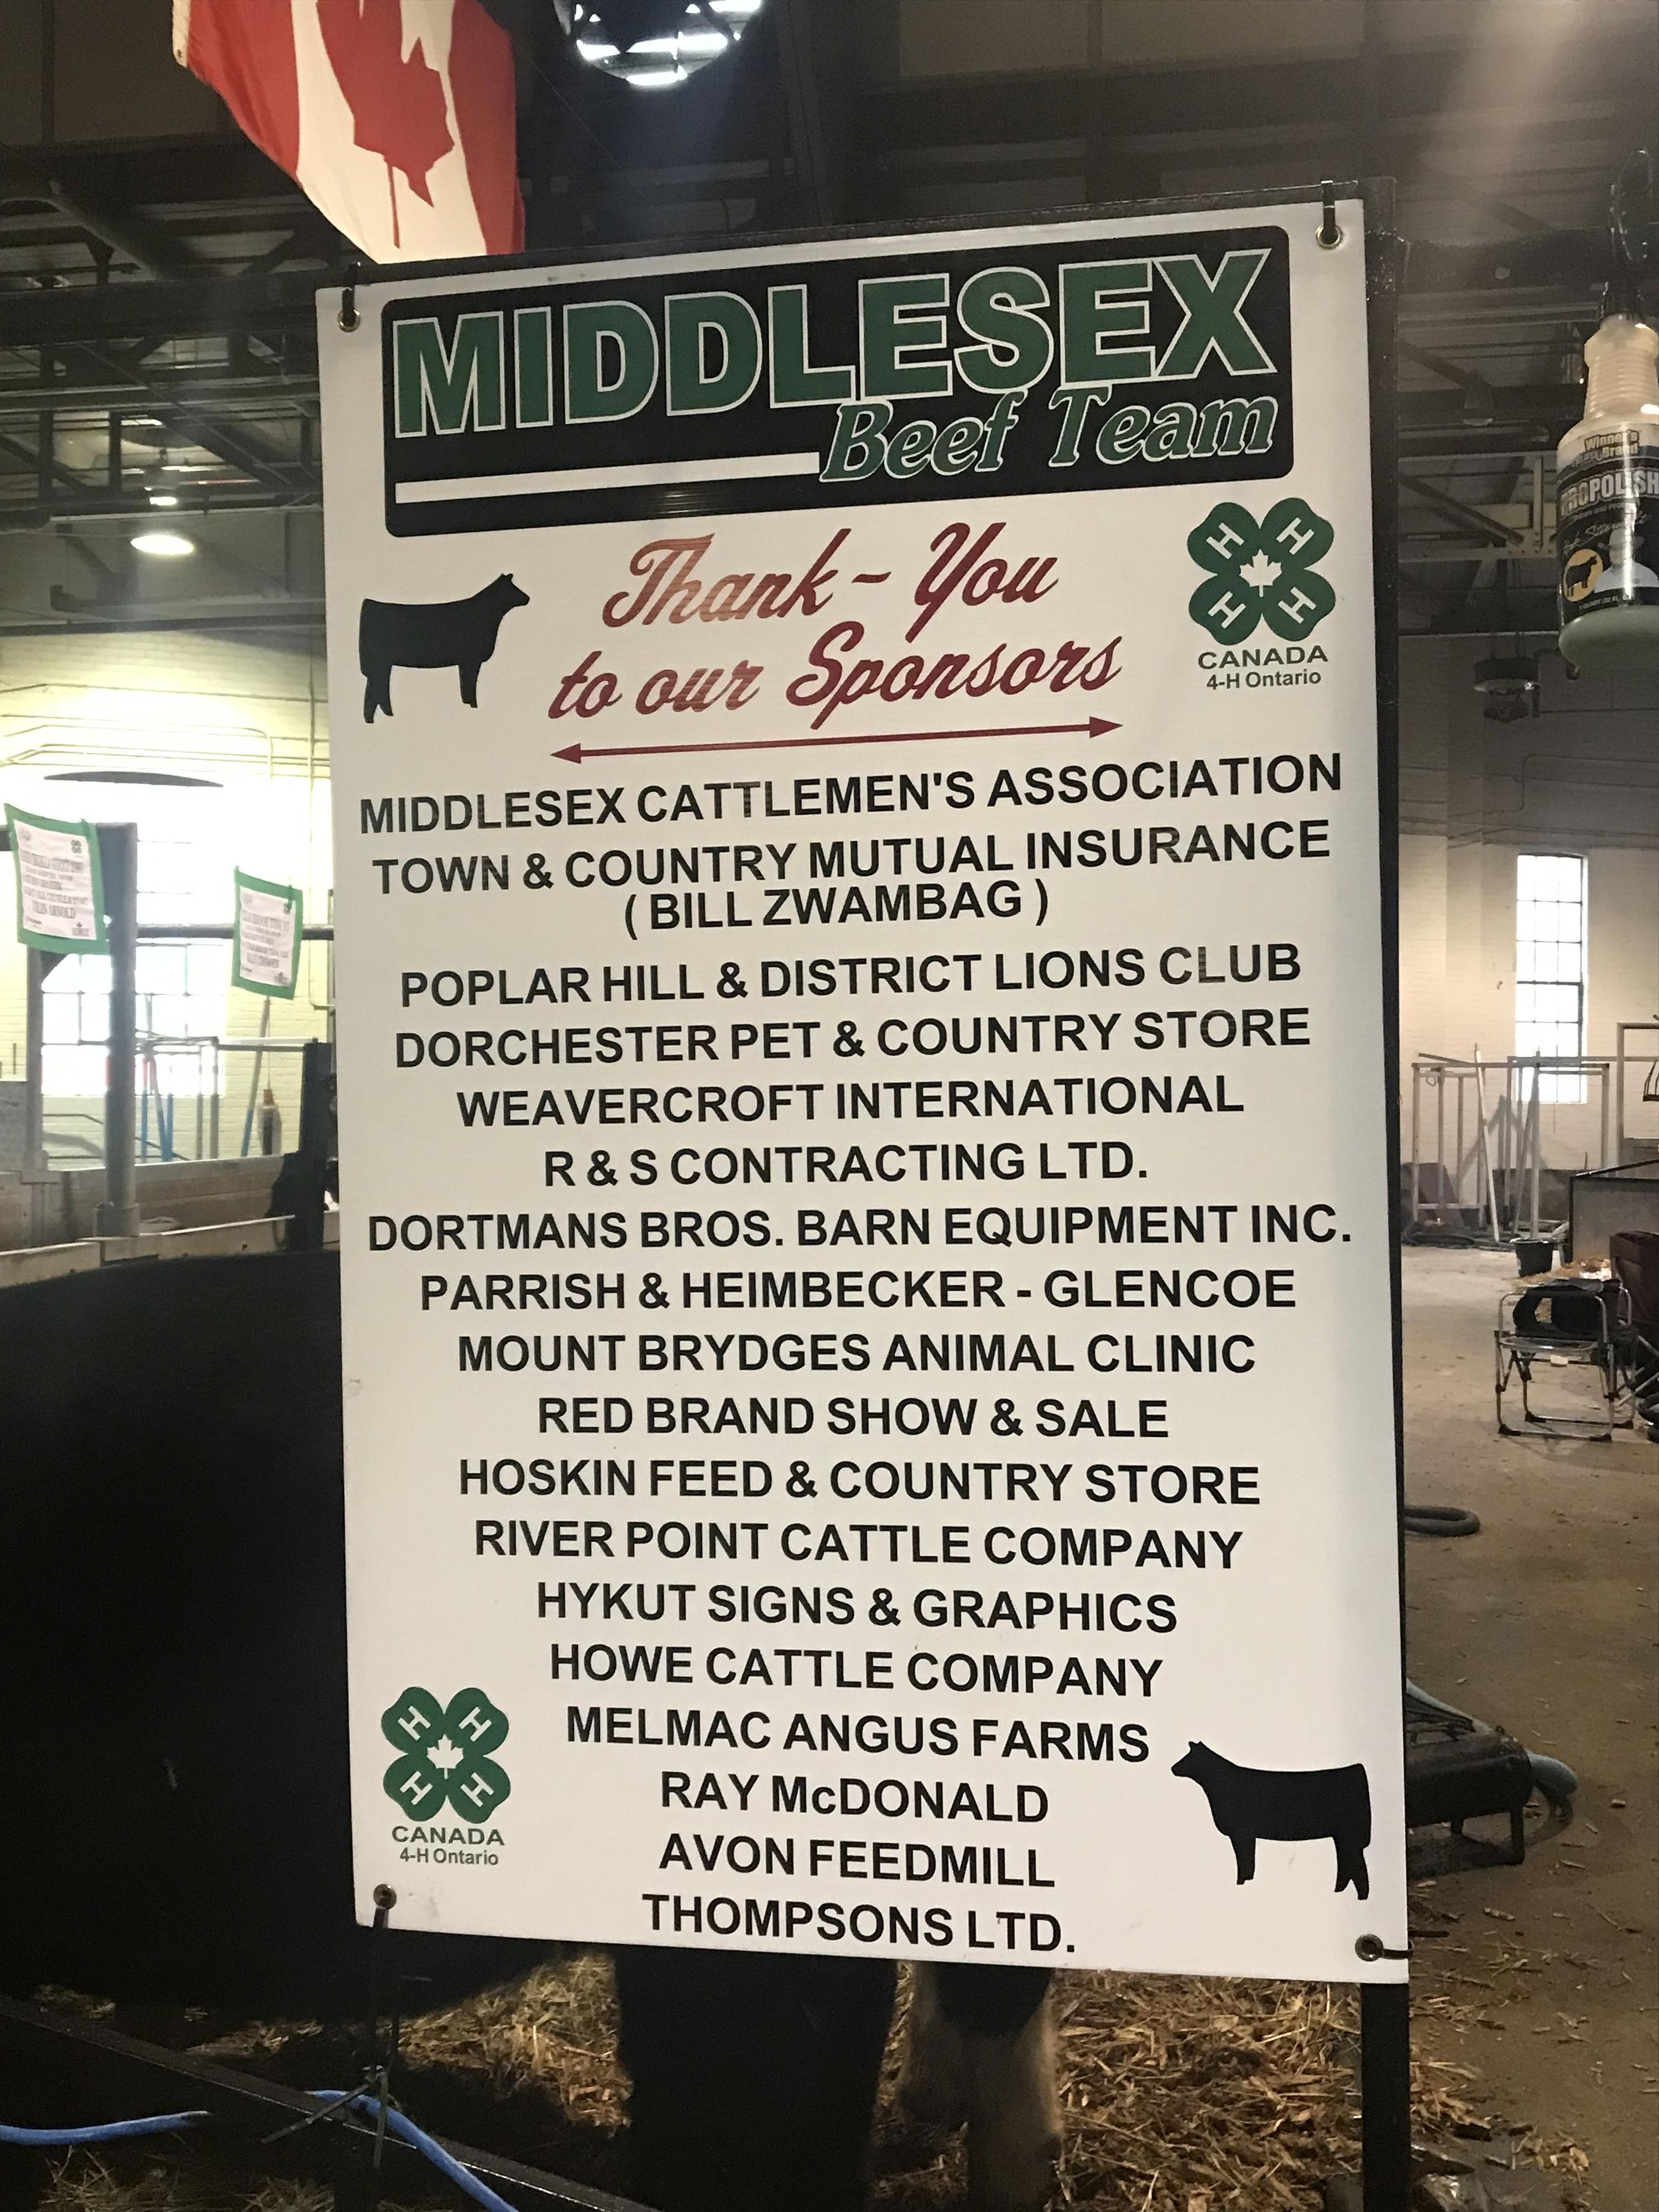 MIDDLESEX
Beef Team
Thank-You
to our Sponsors
H H
H H
CANADA
4-H Ontario
MIDDLESEX CATTLEMEN'S ASSOCIATION
TOWN & COUNTRY MUTUAL INSURANCE
( BILL ZWAMBAG )
POPLAR HILL & DISTRICT LIONS CLUB
DORCHESTER PET & COUNTRY STORE
WEAVERCROFT INTERNATIONAL
R & S CONTRACTING LTD.
DORTMANS BROS. BARN EQUIPMENT INC.
PARRISH & HEIMBECKER - GLENCOE
MOUNT BRYDGES ANIMAL CLINIC
RED BRAND SHOW & SALE
HOSKIN FEED & COUNTRY STORE
RIVER POINT CATTLE COMPANY
HYKUT SIGNS & GRAPHICS
HOWE CATTLE COMPANY
MELMAC ANGUS FARMS
RAY McDONALD
AVON FEEDMILL
THOMPSONS LTD.
H H
H H
CANADA
4-H Ontario
Winner's
Brand